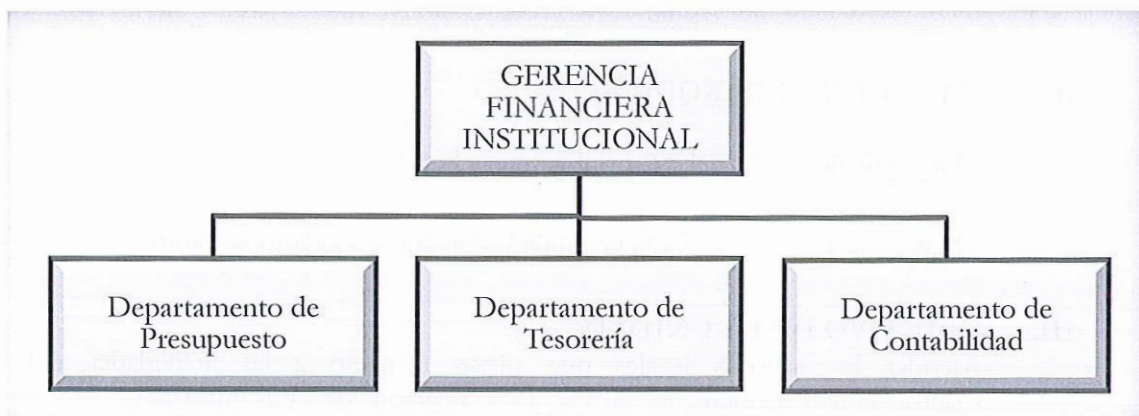 GERENCIA
FINANCIERA
INSTITUCIONAL
Departamento de
Presupuesto
Departamento de
Tesorería
Departamento de
Contabilidad